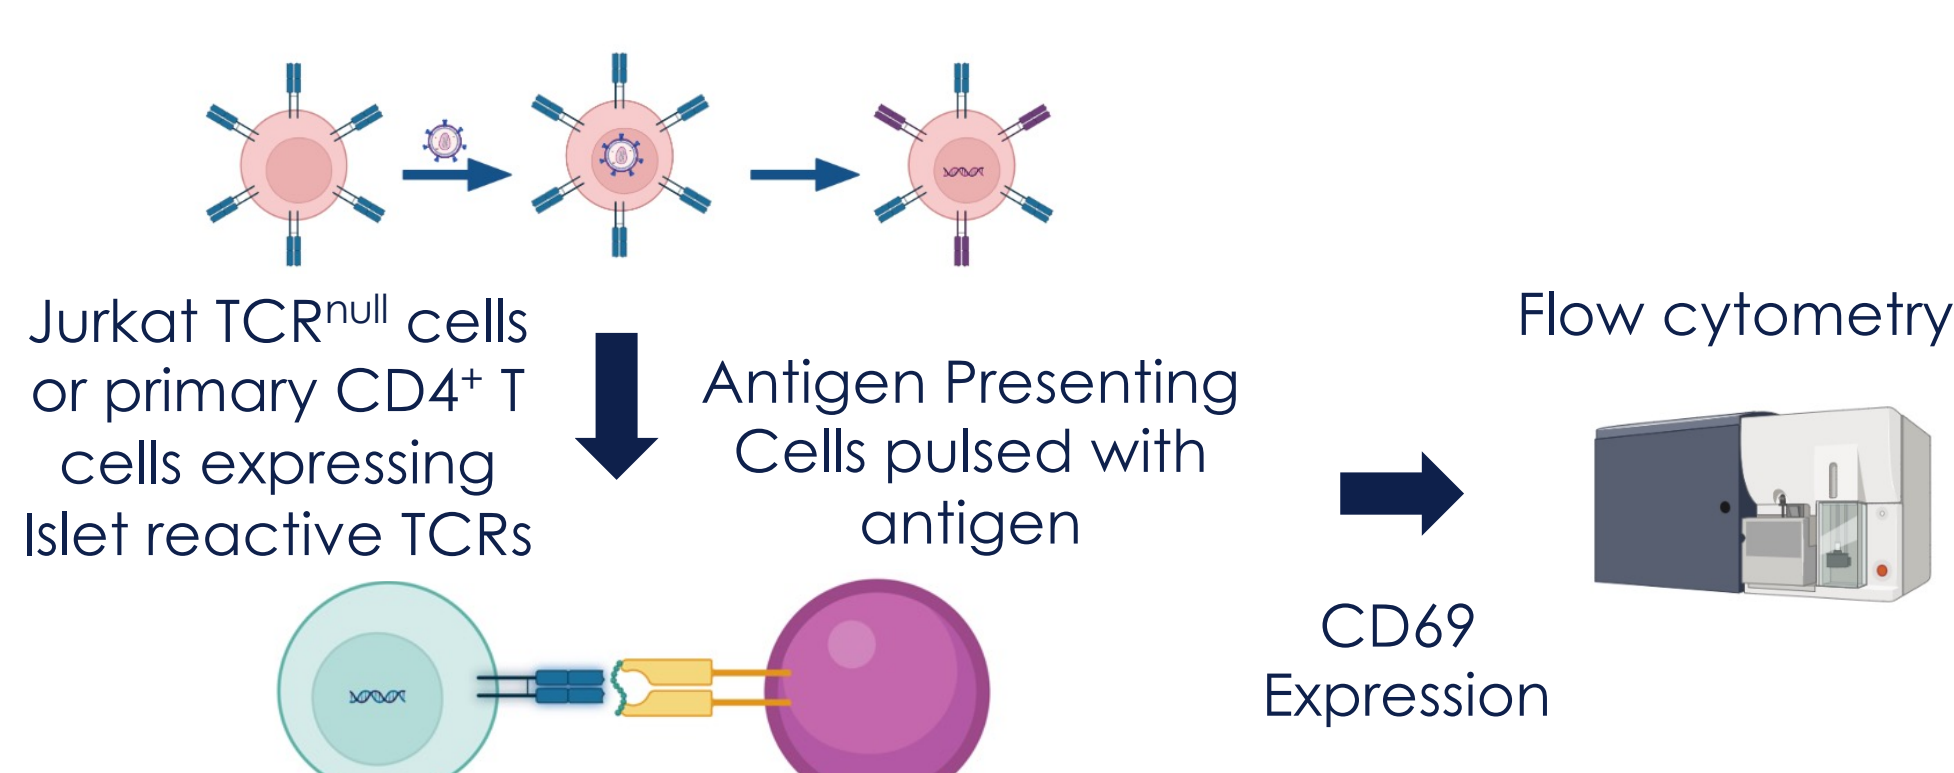 Jurkat TCRnull cells
or primary CD4+ T
cells expressing
Islet reactive TCRs
Antigen Presenting
Cells pulsed with
antigen
Flow cytometry
CD69
Expression